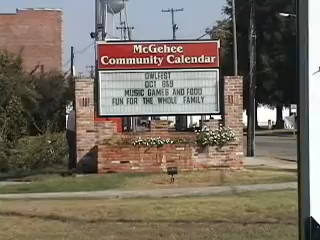 McGehee
Community Calendar
OWLFEST
OCT 8&9
MUSIC GAMES AND FOOD
FUN FOR THE WHOLE FAMILY